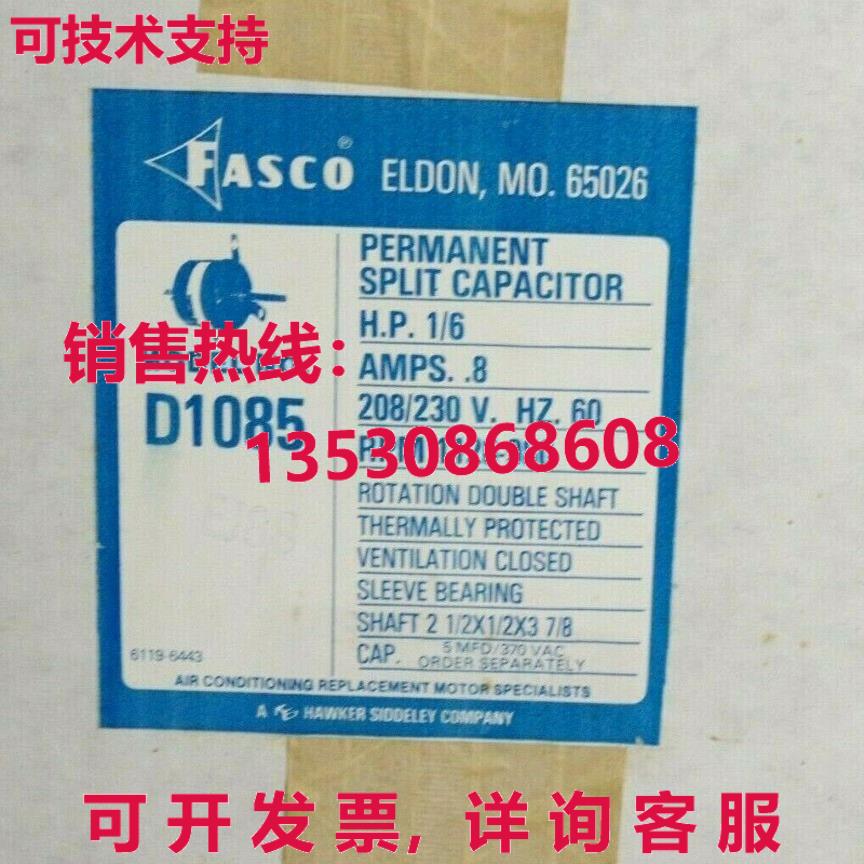 可技术支持
FASCO® ELDON, MO. 65026
PERMANENT
SPLIT CAPACITOR
H.P. 1/6
销售热线：
AMPS. .8
D1085
208/230 V. HZ. 60
13530868608
ROTATION DOUBLE SHAFT
THERMALLY PROTECTED
VENTILATION CLOSED
SLEEVE BEARING
SHAFT 2 1/2X1/2X3 7/8
6119-6443
CAP. 5 MFD/370 VAC
ORDER SEPARATELY
AIR CONDITIONING REPLACEMENT MOTOR SPECIALISTS
A HAWKER SIDDELEY COMPANY
可开发票, 详询客服